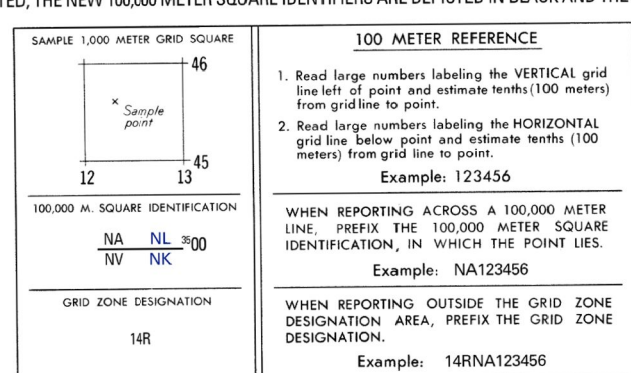 TED, THE NEW 100,000 METER SQUARE IDENTIFIERS ARE DEPICTED IN BLACK AND THE
SAMPLE 1,000 METER GRID SQUARE
46
Sample
point
45
12 13
100,000 M. SQUARE IDENTIFICATION
NA NL 3500
NV NK
GRID ZONE DESIGNATION
14R
100 METER REFERENCE
1. Read large numbers labeling the VERTICAL grid
line left of point and estimate tenths (100 meters)
from grid line to point.
2. Read large numbers labeling the HORIZONTAL
grid line below point and estimate tenths (100
meters) from grid line to point.
Example: 123456
WHEN REPORTING ACROSS A 100,000 METER
LINE, PREFIX THE 100,000 METER SQUARE
IDENTIFICATION, IN WHICH THE POINT LIES.
Example: NA123456
WHEN REPORTING OUTSIDE THE GRID ZONE
DESIGNATION AREA, PREFIX THE GRID ZONE
DESIGNATION.
Example: 14RNA123456